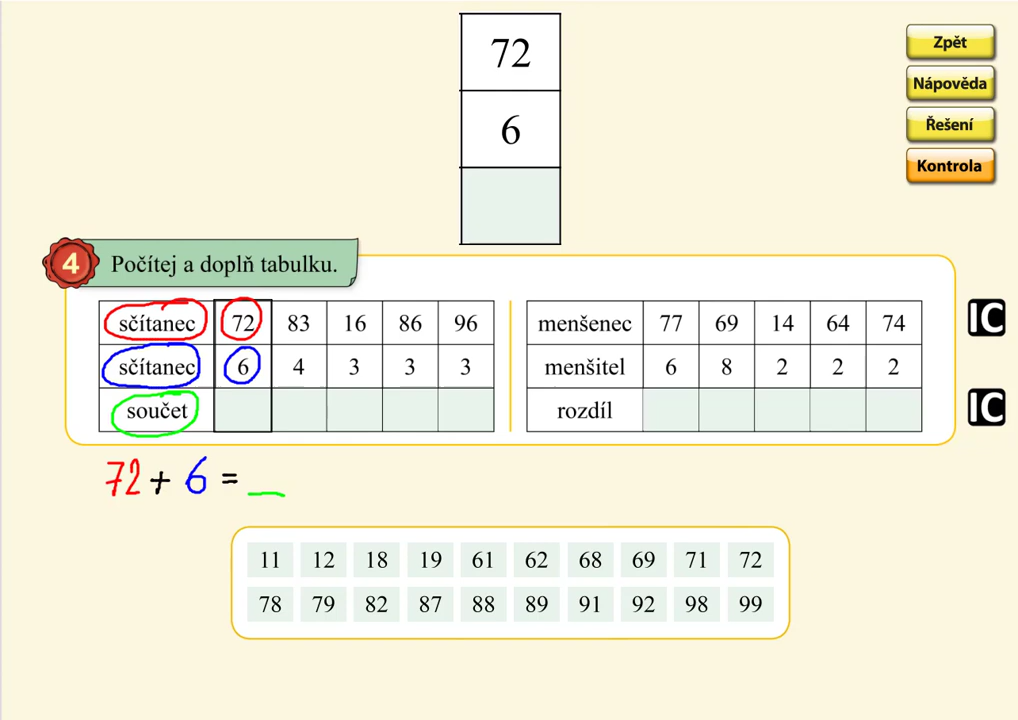 72
6
Zpět
Nápověda
Řešení
Kontrola
4 Počítej a doplň tabulku.
sčítanec 72 83 16 86 96
sčítanec 6 4 3 3 3
součet
menšenec 77 69 14 64 74
menšitel 6 8 2 2 2
rozdíl
IC
IC
72 + 6 = _
11 12 18 19 61 62 68 69 71 72
78 79 82 87 88 89 91 92 98 99